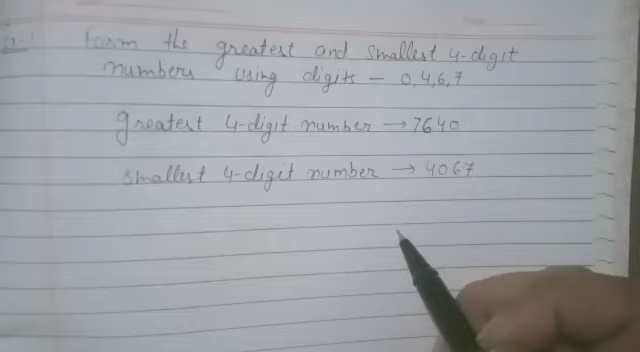 Q-1 Form the greatest and smallest 4-digit
numbers using digits - 0,4,6,7
greatest 4-digit number → 7640
smallest 4-digit number → 4067